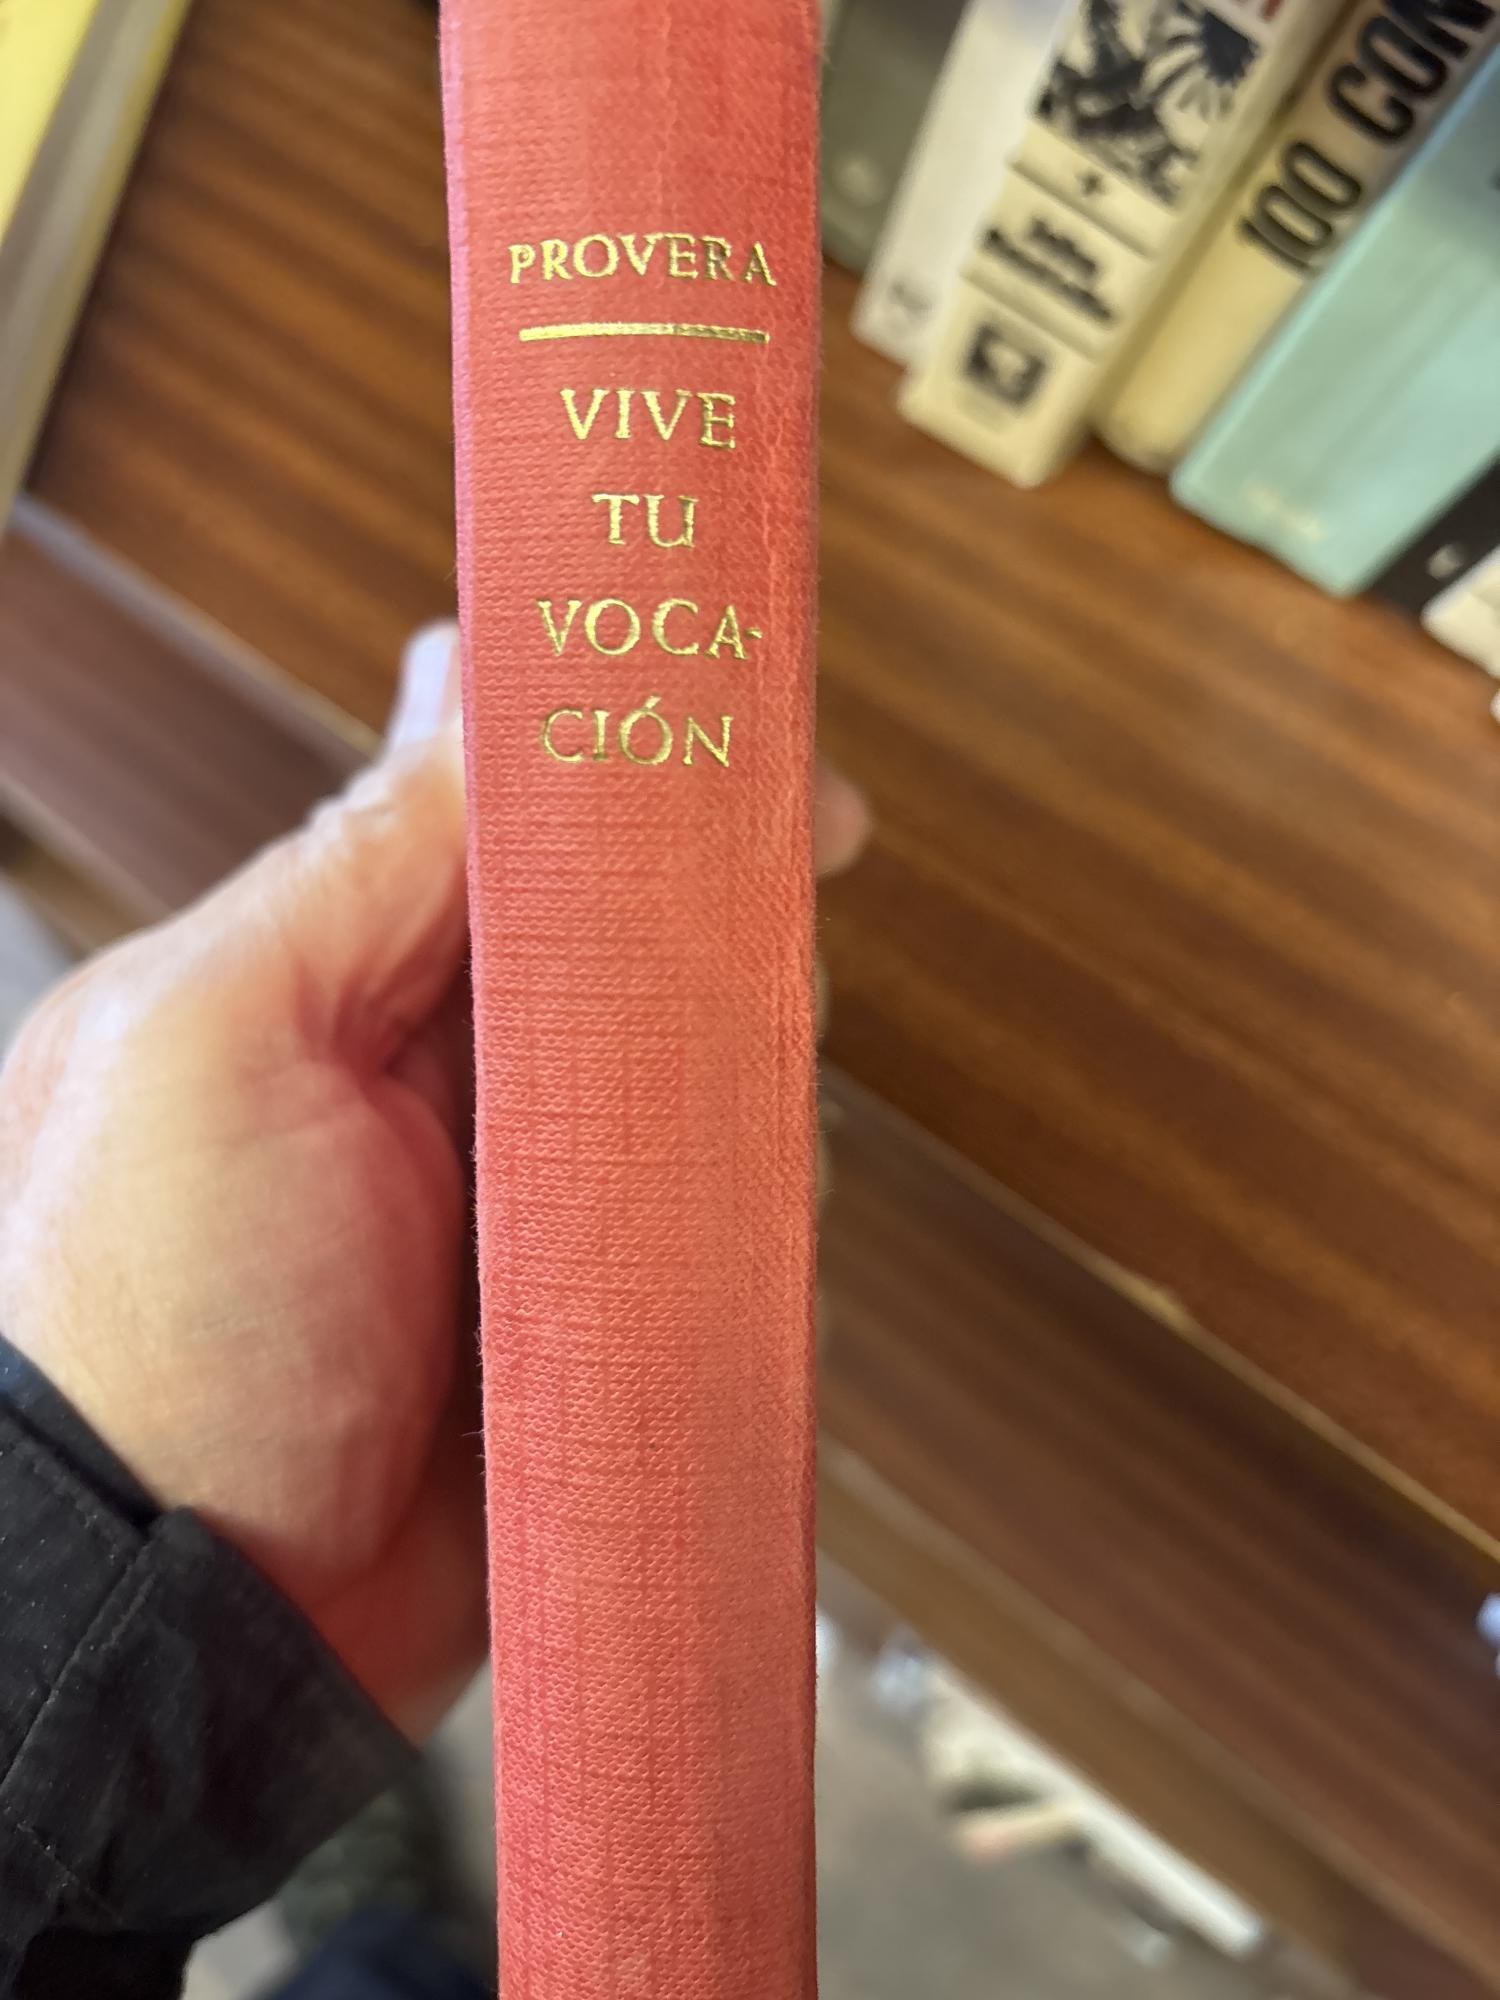 PROVERA
VIVE
TU
VOCA-
CIÓN
100 CON